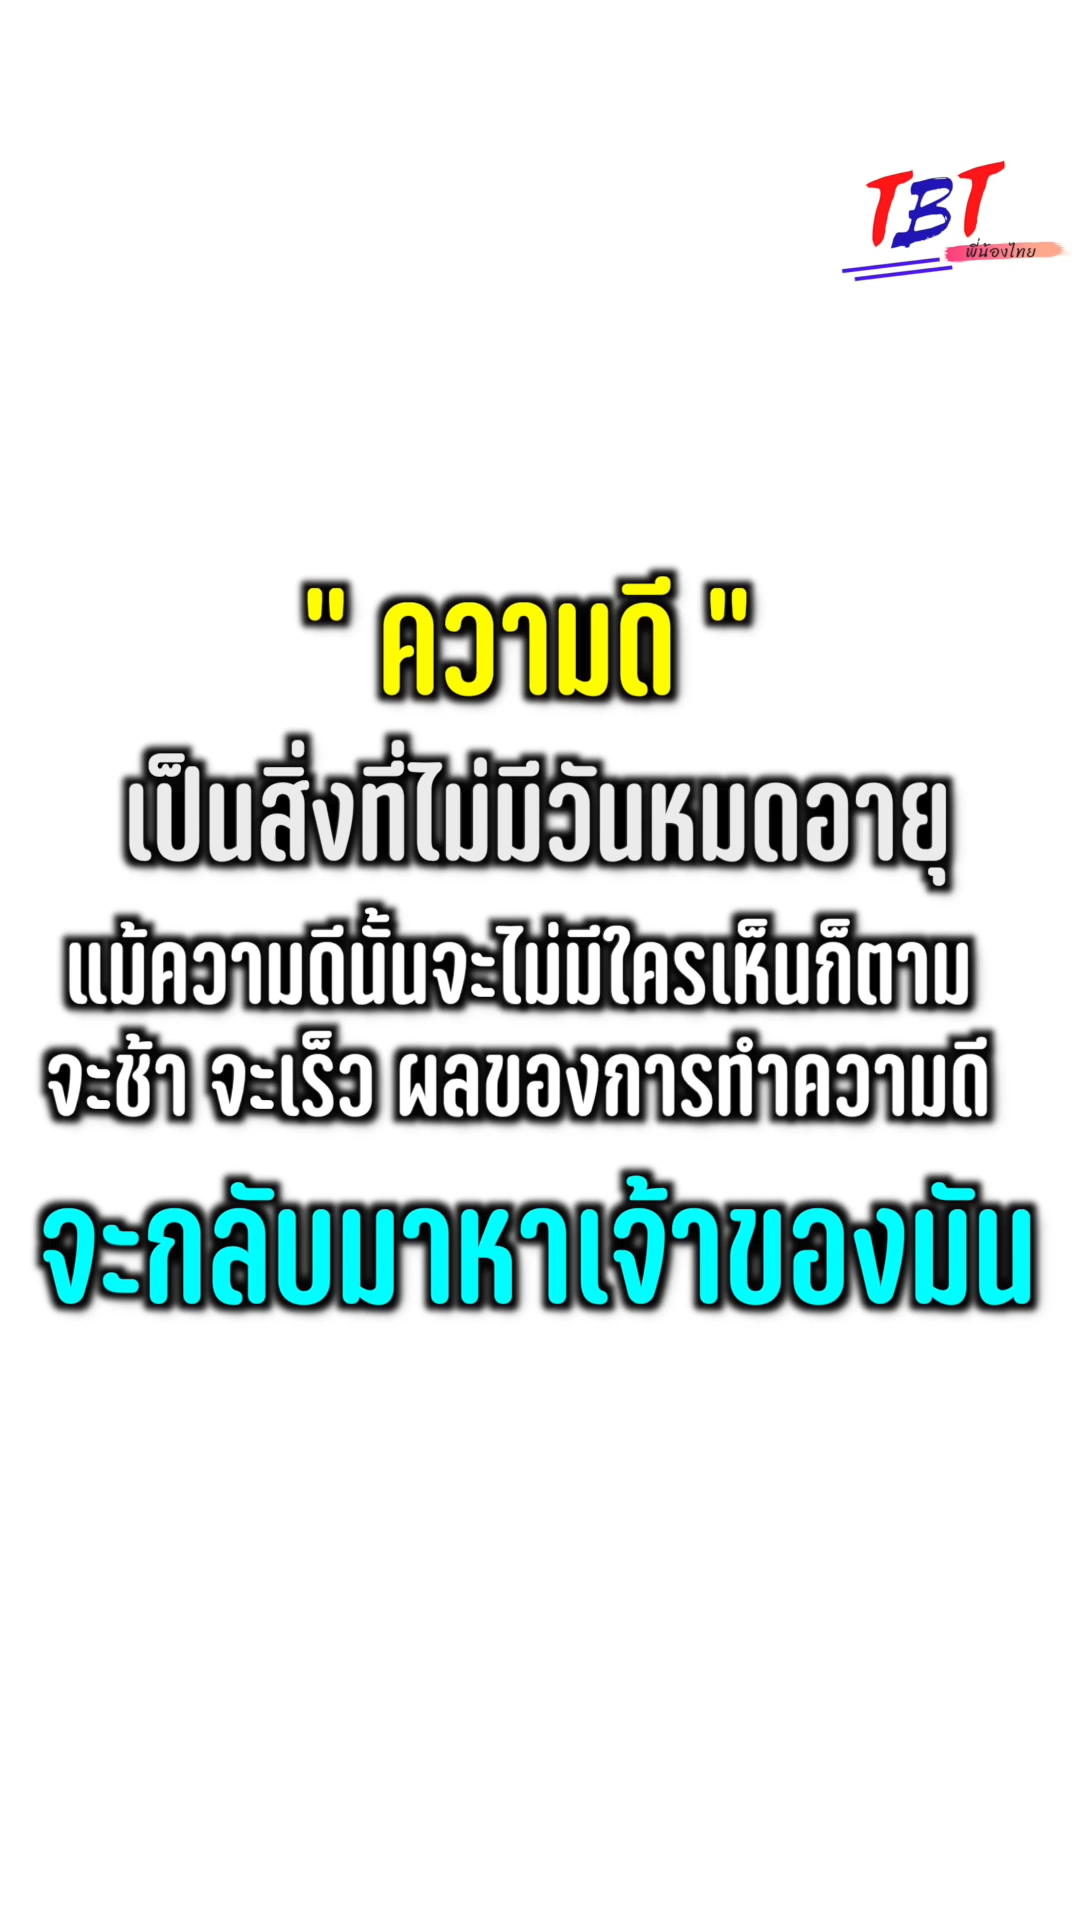 TBT
พี่น้องไทย
" ความดี "
เป็นสิ่งที่ไม่มีวันหมดอายุ
แม้ความดีนั้นจะไม่มีใครเห็นก็ตาม
จะช้า จะเร็ว ผลของการทำความดี
จะกลับมาหาเจ้าของมัน